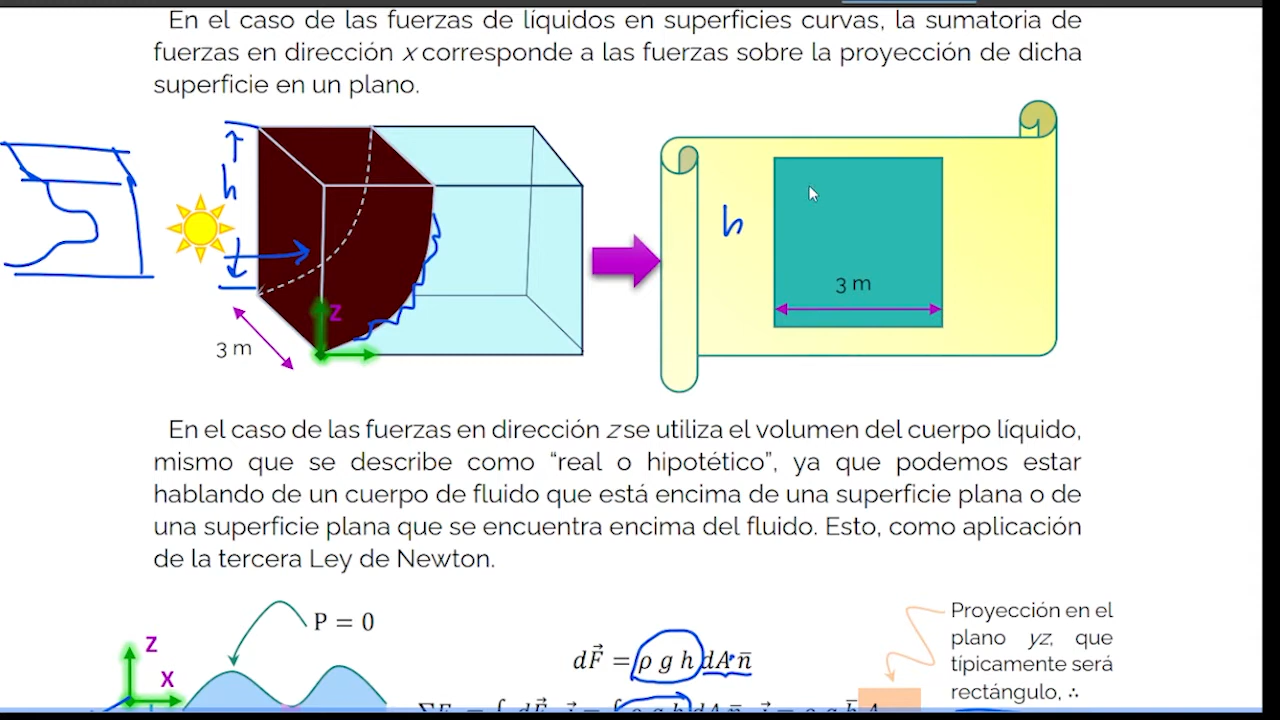 En el caso de las fuerzas de líquidos en superficies curvas, la sumatoria de
fuerzas en dirección x corresponde a las fuerzas sobre la proyección de dicha
superficie en un plano.
h
h
3 m
Z
3 m
En el caso de las fuerzas en dirección z se utiliza el volumen del cuerpo líquido,
mismo que se describe como “real o hipotético”, ya que podemos estar
hablando de un cuerpo de fluido que está encima de una superficie plana o de
una superficie plana que se encuentra encima del fluido. Esto, como aplicación
de la tercera Ley de Newton.
P = 0
Z
X
dF⃗ = ρ g h dA n̅
Proyección en el
plano yz, que
típicamente será
rectángulo, ∴